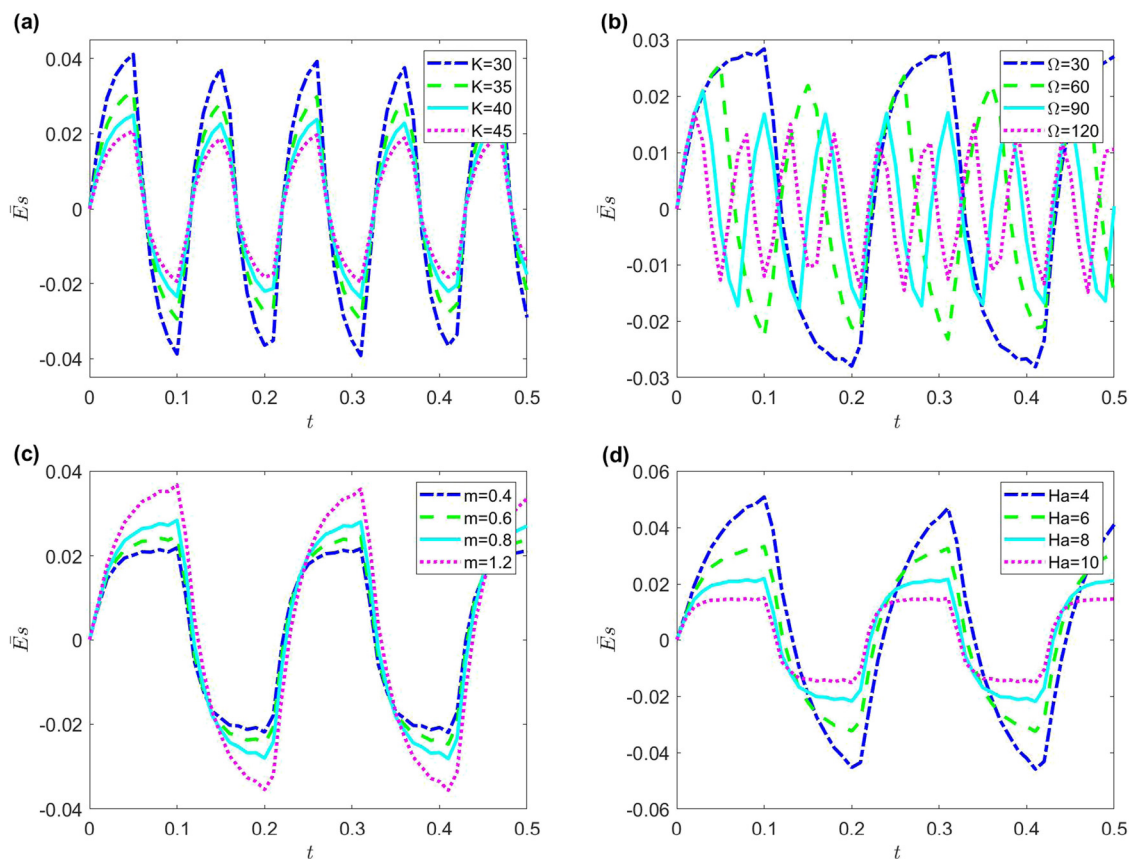 (a)
0.04
0.02
0
-0.02
-0.04
Ēs
K=30
K=35
K=40
K=45
0 0.1 0.2 0.3 0.4 0.5
t
(b)
0.03
0.02
0.01
0
-0.01
-0.02
-0.03
Ēs
Ω=30
Ω=60
Ω=90
Ω=120
0 0.1 0.2 0.3 0.4 0.5
t
(c)
0.04
0.02
0
-0.02
-0.04
Ēs
m=0.4
m=0.6
m=0.8
m=1.2
0 0.1 0.2 0.3 0.4 0.5
t
(d)
0.06
0.04
0.02
0
-0.02
-0.04
-0.06
Ēs
Ha=4
Ha=6
Ha=8
Ha=10
0 0.1 0.2 0.3 0.4 0.5
t